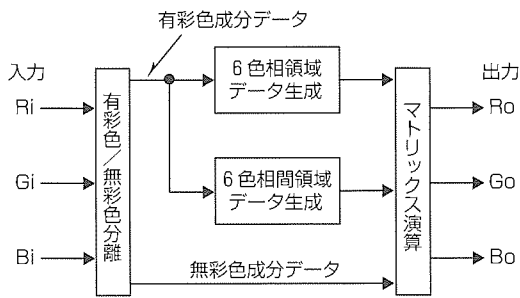 有彩色成分データ
入力
出力
Ri
Gi
Bi
有彩色／無彩色分離
6色相領域
データ生成
6色相間領域
データ生成
無彩色成分データ
マトリックス演算
Ro
Go
Bo